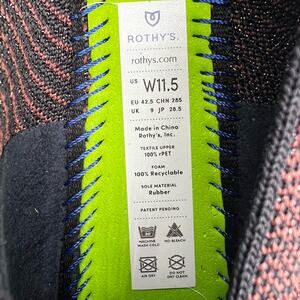 ROTHY'S.
rothys.com
US W11.5
EU 42.5 CHN 285
UK 9 JP 28.5
Made in China
Rothy's, Inc.
TEXTILE UPPER
100% rPET
FOAM
100% Recyclable
SOLE MATERIAL
Rubber
PATENT PENDING
MACHINE WASH COLD
NO BLEACH
AIR DRY
DO NOT DRY CLEAN